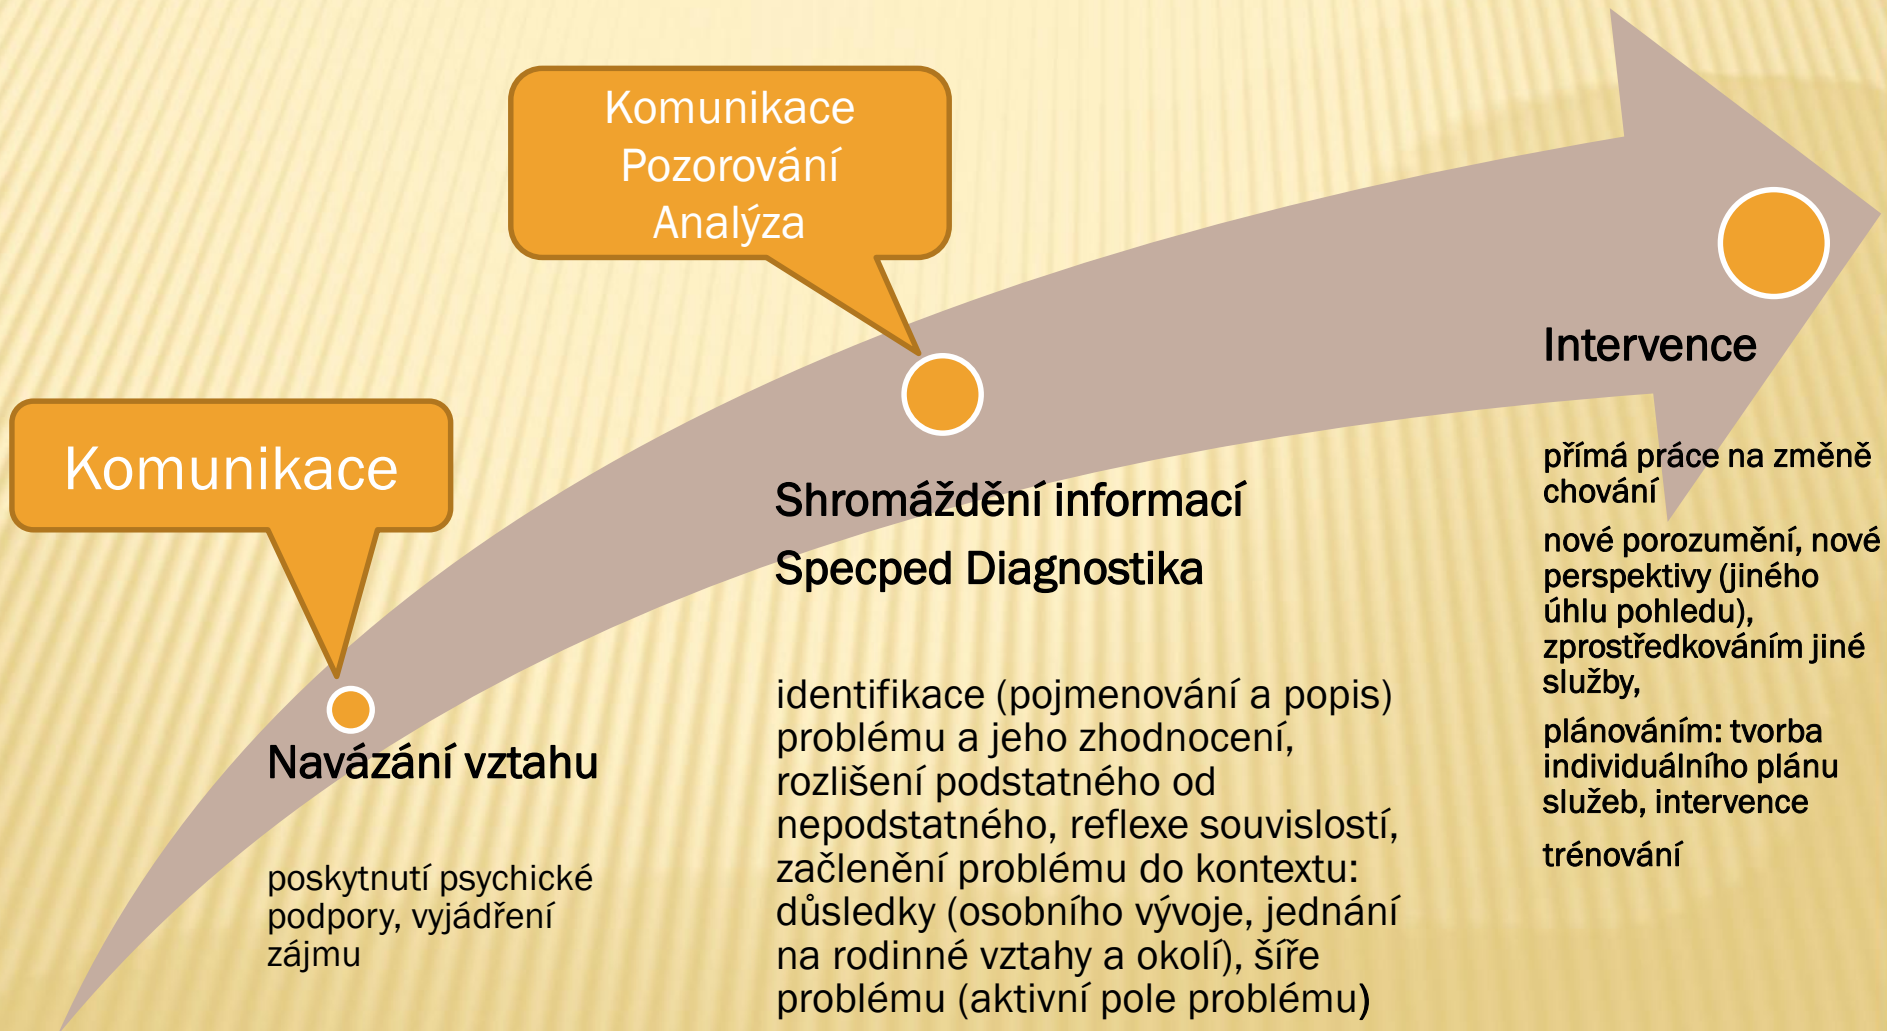 Komunikace
Pozorování
Analýza
Komunikace
Navázání vztahu
poskytnutí psychické
podpory, vyjádření
zájmu
Shromáždění informací
Specped Diagnostika
identifikace (pojmenování a popis)
problému a jeho zhodnocení,
rozlišení podstatného od
nepodstatného, reflexe souvislostí,
začlenění problému do kontextu:
důsledky (osobního vývoje, jednání
na rodinné vztahy a okolí), šíře
problému (aktivní pole problému)
Intervence
přímá práce na změně
chování
nové porozumění, nové
perspektivy (jiného
úhlu pohledu),
zprostředkováním jiné
služby,
plánováním: tvorba
individuálního plánu
služeb, intervence
trénování